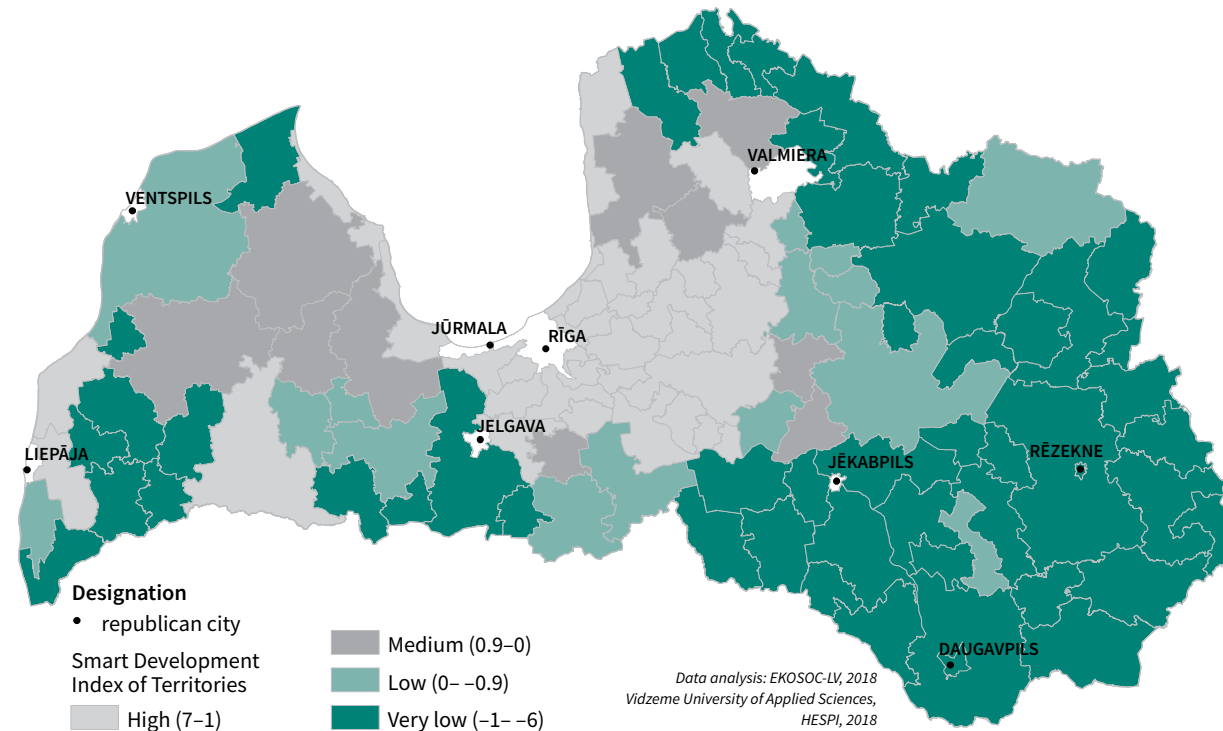 VALMIERA
VENTSPILS
JŪRMALA
RĪGA
JELGAVA
LIEPĀJA
JĒKABPILS
RĒZEKNE
DAUGAVPILS
Designation
republican city
Smart Development
Index of Territories
High (7–1)
Medium (0.9–0)
Low (0– –0.9)
Very low (–1– –6)
Data analysis: EKOSOC-LV, 2018
Vidzeme University of Applied Sciences,
HESPI, 2018